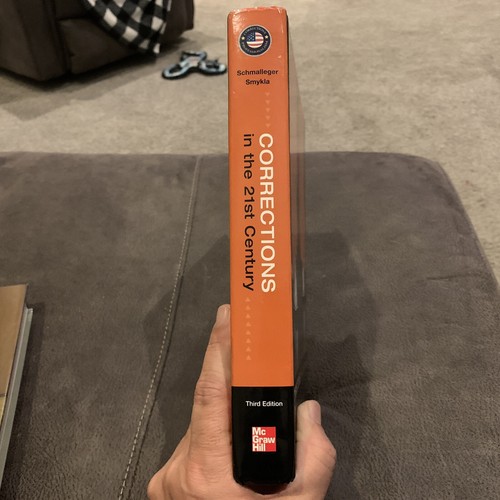 Schmalleger
Smykla
CORRECTIONS
in the 21st Century
Third Edition
Mc
Graw
Hill